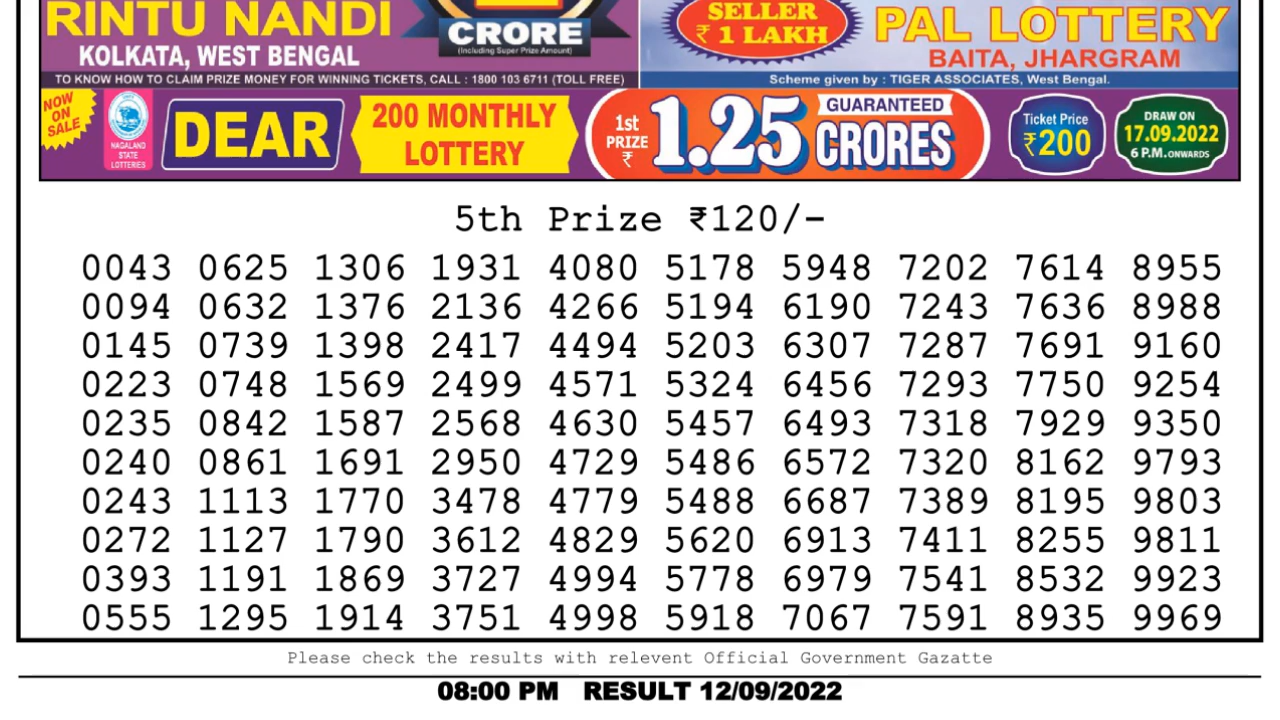 RINTU NANDI
KOLKATA, WEST BENGAL
CRORE
(Including Super Prize Amount)
SELLER
₹ 1 LAKH
PAL LOTTERY
BAITA, JHARGRAM
TO KNOW HOW TO CLAIM PRIZE MONEY FOR WINNING TICKETS, CALL : 1800 103 6711 (TOLL FREE)
Scheme given by : TIGER ASSOCIATES, West Bengal.
NOW
ON
SALE
NAGALAND
STATE
LOTTERIES
DEAR
200 MONTHLY
LOTTERY
1st
PRIZE
₹
1.25
GUARANTEED
CRORES
Ticket Price
₹200
DRAW ON
17.09.2022
6 P.M. ONWARDS
5th Prize ₹120/-
0043 0625 1306 1931 4080 5178 5948 7202 7614 8955
0094 0632 1376 2136 4266 5194 6190 7243 7636 8988
0145 0739 1398 2417 4494 5203 6307 7287 7691 9160
0223 0748 1569 2499 4571 5324 6456 7293 7750 9254
0235 0842 1587 2568 4630 5457 6493 7318 7929 9350
0240 0861 1691 2950 4729 5486 6572 7320 8162 9793
0243 1113 1770 3478 4779 5488 6687 7389 8195 9803
0272 1127 1790 3612 4829 5620 6913 7411 8255 9811
0393 1191 1869 3727 4994 5778 6979 7541 8532 9923
0555 1295 1914 3751 4998 5918 7067 7591 8935 9969
Please check the results with relevent Official Government Gazatte
08:00 PM RESULT 12/09/2022